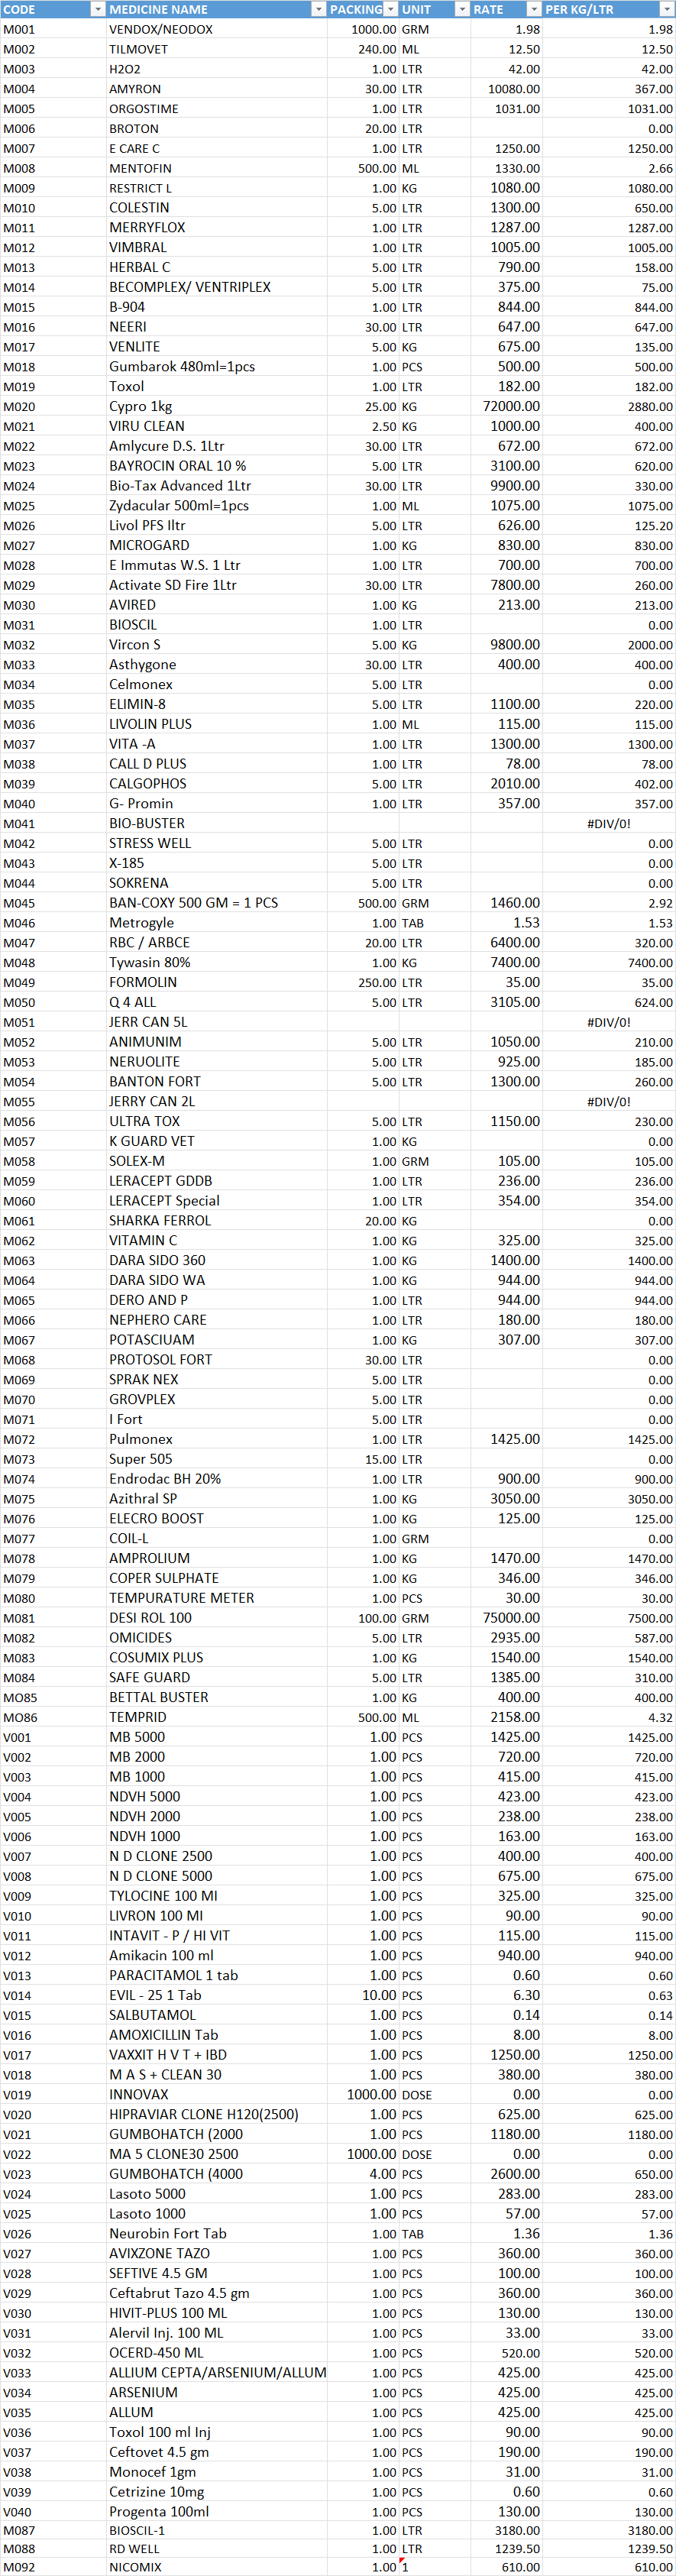 CODE MEDICINE NAME PACKING UNIT RATE PER KG/LTR
M001 VENDOX/NEODOX 1000.00 GRM 1.98 1.98
M002 TILMOVET 240.00 ML 12.50 12.50
M003 H2O2 1.00 LTR 42.00 42.00
M004 AMYRON 30.00 LTR 10080.00 367.00
M005 ORGOSTIME 1.00 LTR 1031.00 1031.00
M006 BROTON 20.00 LTR 0.00
M007 E CARE C 1.00 LTR 1250.00 1250.00
M008 MENTOFIN 500.00 ML 1330.00 2.66
M009 RESTRICT L 1.00 KG 1080.00 1080.00
M010 COLESTIN 5.00 LTR 1300.00 650.00
M011 MERRYFLOX 1.00 LTR 1287.00 1287.00
M012 VIMBRAL 1.00 LTR 1005.00 1005.00
M013 HERBAL C 5.00 LTR 790.00 158.00
M014 BECOMPLEX/ VENTRIPLEX 5.00 LTR 375.00 75.00
M015 B-904 1.00 LTR 844.00 844.00
M016 NEERI 30.00 LTR 647.00 647.00
M017 VENLITE 5.00 KG 675.00 135.00
M018 Gumbarok 480ml=1pcs 1.00 PCS 500.00 500.00
M019 Toxol 1.00 LTR 182.00 182.00
M020 Cypro 1kg 25.00 KG 72000.00 2880.00
M021 VIRU CLEAN 2.50 KG 1000.00 400.00
M022 Amlycure D.S. 1Ltr 30.00 LTR 672.00 672.00
M023 BAYROCIN ORAL 10 % 5.00 LTR 3100.00 620.00
M024 Bio-Tax Advanced 1Ltr 30.00 LTR 9900.00 330.00
M025 Zydacular 500ml=1pcs 1.00 ML 1075.00 1075.00
M026 Livol PFS lltr 5.00 LTR 626.00 125.20
M027 MICROGARD 1.00 KG 830.00 830.00
M028 E Immutas W.S. 1 Ltr 1.00 LTR 700.00 700.00
M029 Activate SD Fire 1Ltr 30.00 LTR 7800.00 260.00
M030 AVIRED 1.00 KG 213.00 213.00
M031 BIOSCIL 1.00 LTR 0.00
M032 Vircon S 5.00 KG 9800.00 2000.00
M033 Asthygone 30.00 LTR 400.00 400.00
M034 Celmonex 5.00 LTR 0.00
M035 ELIMIN-8 5.00 LTR 1100.00 220.00
M036 LIVOLIN PLUS 1.00 ML 115.00 115.00
M037 VITA -A 1.00 LTR 1300.00 1300.00
M038 CALL D PLUS 1.00 LTR 78.00 78.00
M039 CALGOPHOS 5.00 LTR 2010.00 402.00
M040 G- Promin 1.00 LTR 357.00 357.00
M041 BIO-BUSTER #DIV/0!
M042 STRESS WELL 5.00 LTR 0.00
M043 X-185 5.00 LTR 0.00
M044 SOKRENA 5.00 LTR 0.00
M045 BAN-COXY 500 GM = 1 PCS 500.00 GRM 1460.00 2.92
M046 Metrogyle 1.00 TAB 1.53 1.53
M047 RBC / ARBCE 20.00 LTR 6400.00 320.00
M048 Tywasin 80% 1.00 KG 7400.00 7400.00
M049 FORMOLIN 250.00 LTR 35.00 35.00
M050 Q 4 ALL 5.00 LTR 3105.00 624.00
M051 JERR CAN 5L #DIV/0!
M052 ANIMUNIM 5.00 LTR 1050.00 210.00
M053 NERUOLITE 5.00 LTR 925.00 185.00
M054 BANTON FORT 5.00 LTR 1300.00 260.00
M055 JERRY CAN 2L #DIV/0!
M056 ULTRA TOX 5.00 LTR 1150.00 230.00
M057 K GUARD VET 1.00 KG 0.00
M058 SOLEX-M 1.00 GRM 105.00 105.00
M059 LERACEPT GDDB 1.00 LTR 236.00 236.00
M060 LERACEPT Special 1.00 LTR 354.00 354.00
M061 SHARKA FERROL 20.00 KG 0.00
M062 VITAMIN C 1.00 KG 325.00 325.00
M063 DARA SIDO 360 1.00 KG 1400.00 1400.00
M064 DARA SIDO WA 1.00 KG 944.00 944.00
M065 DERO AND P 1.00 LTR 944.00 944.00
M066 NEPHERO CARE 1.00 LTR 180.00 180.00
M067 POTASCIUAM 1.00 KG 307.00 307.00
M068 PROTOSOL FORT 30.00 LTR 0.00
M069 SPRAK NEX 5.00 LTR 0.00
M070 GROVPLEX 5.00 LTR 0.00
M071 I Fort 5.00 LTR 0.00
M072 Pulmonex 1.00 LTR 1425.00 1425.00
M073 Super 505 15.00 LTR 0.00
M074 Endrodac BH 20% 1.00 LTR 900.00 900.00
M075 Azithral SP 1.00 KG 3050.00 3050.00
M076 ELECRO BOOST 1.00 KG 125.00 125.00
M077 COIL-L 1.00 GRM 0.00
M078 AMPROLIUM 1.00 KG 1470.00 1470.00
M079 COPER SULPHATE 1.00 KG 346.00 346.00
M080 TEMPURATURE METER 1.00 PCS 30.00 30.00
M081 DESI ROL 100 100.00 GRM 75000.00 7500.00
M082 OMICIDES 5.00 LTR 2935.00 587.00
M083 COSUMIX PLUS 1.00 KG 1540.00 1540.00
M084 SAFE GUARD 5.00 LTR 1385.00 310.00
MO85 BETTAL BUSTER 1.00 KG 400.00 400.00
MO86 TEMPRID 500.00 ML 2158.00 4.32
V001 MB 5000 1.00 PCS 1425.00 1425.00
V002 MB 2000 1.00 PCS 720.00 720.00
V003 MB 1000 1.00 PCS 415.00 415.00
V004 NDVH 5000 1.00 PCS 423.00 423.00
V005 NDVH 2000 1.00 PCS 238.00 238.00
V006 NDVH 1000 1.00 PCS 163.00 163.00
V007 N D CLONE 2500 1.00 PCS 400.00 400.00
V008 N D CLONE 5000 1.00 PCS 675.00 675.00
V009 TYLOCINE 100 MI 1.00 PCS 325.00 325.00
V010 LIVRON 100 MI 1.00 PCS 90.00 90.00
V011 INTAVIT - P / HI VIT 1.00 PCS 115.00 115.00
V012 Amikacin 100 ml 1.00 PCS 940.00 940.00
V013 PARACITAMOL 1 tab 1.00 PCS 0.60 0.60
V014 EVIL - 25 1 Tab 10.00 PCS 6.30 0.63
V015 SALBUTAMOL 1.00 PCS 0.14 0.14
V016 AMOXICILLIN Tab 1.00 PCS 8.00 8.00
V017 VAXXIT H V T + IBD 1.00 PCS 1250.00 1250.00
V018 M A S + CLEAN 30 1.00 PCS 380.00 380.00
V019 INNOVAX 1000.00 DOSE 0.00 0.00
V020 HIPRAVIAR CLONE H120(2500) 1.00 PCS 625.00 625.00
V021 GUMBOHATCH (2000 1.00 PCS 1180.00 1180.00
V022 MA 5 CLONE30 2500 1000.00 DOSE 0.00 0.00
V023 GUMBOHATCH (4000 4.00 PCS 2600.00 650.00
V024 Lasoto 5000 1.00 PCS 283.00 283.00
V025 Lasoto 1000 1.00 PCS 57.00 57.00
V026 Neurobin Fort Tab 1.00 TAB 1.36 1.36
V027 AVIXZONE TAZO 1.00 PCS 360.00 360.00
V028 SEFTIVE 4.5 GM 1.00 PCS 100.00 100.00
V029 Ceftabrut Tazo 4.5 gm 1.00 PCS 360.00 360.00
V030 HIVIT-PLUS 100 ML 1.00 PCS 130.00 130.00
V031 Alervil Inj. 100 ML 1.00 PCS 33.00 33.00
V032 OCERD-450 ML 1.00 PCS 520.00 520.00
V033 ALLIUM CEPTA/ARSENIUM/ALLUM 1.00 PCS 425.00 425.00
V034 ARSENIUM 1.00 PCS 425.00 425.00
V035 ALLUM 1.00 PCS 425.00 425.00
V036 Toxol 100 ml Inj 1.00 PCS 90.00 90.00
V037 Ceftovet 4.5 gm 1.00 PCS 190.00 190.00
V038 Monocef 1gm 1.00 PCS 31.00 31.00
V039 Cetrizine 10mg 1.00 PCS 0.60 0.60
V040 Progenta 100ml 1.00 PCS 130.00 130.00
M087 BIOSCIL-1 1.00 LTR 3180.00 3180.00
M088 RD WELL 1.00 LTR 1239.50 1239.50
M092 NICOMIX 1.00 1 610.00 610.00